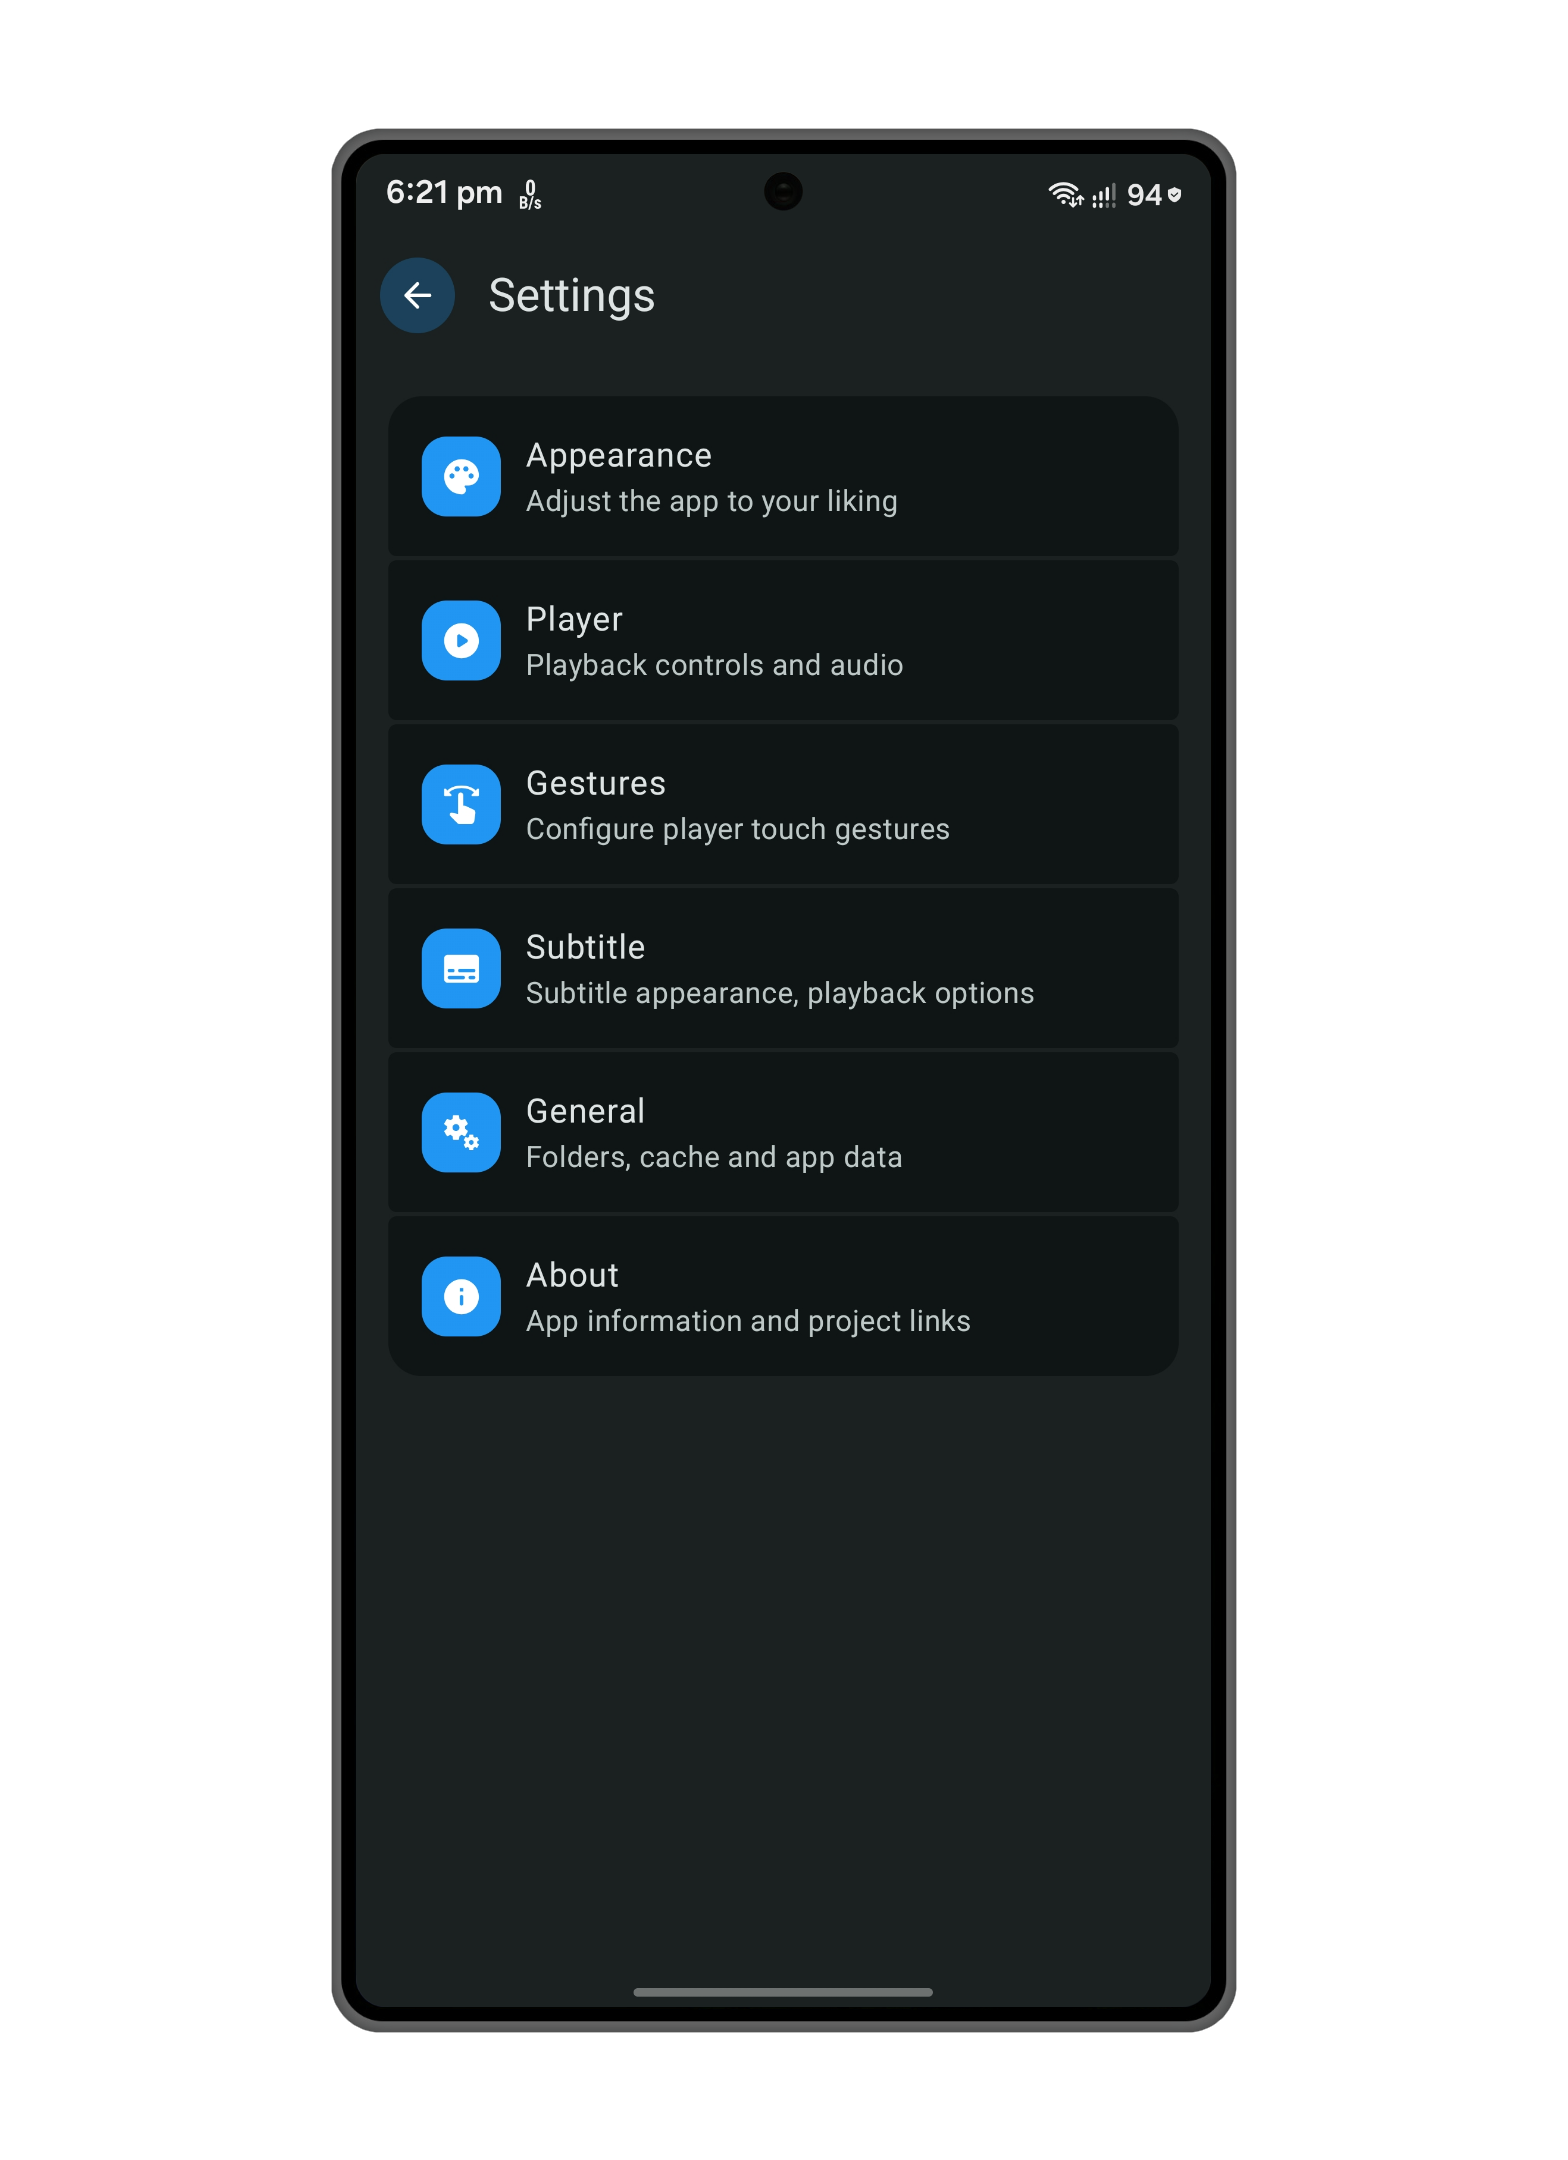 6:21 pm 0 B/s 94
Settings
Appearance
Adjust the app to your liking
Player
Playback controls and audio
Gestures
Configure player touch gestures
Subtitle
Subtitle appearance, playback options
General
Folders, cache and app data
About
App information and project links